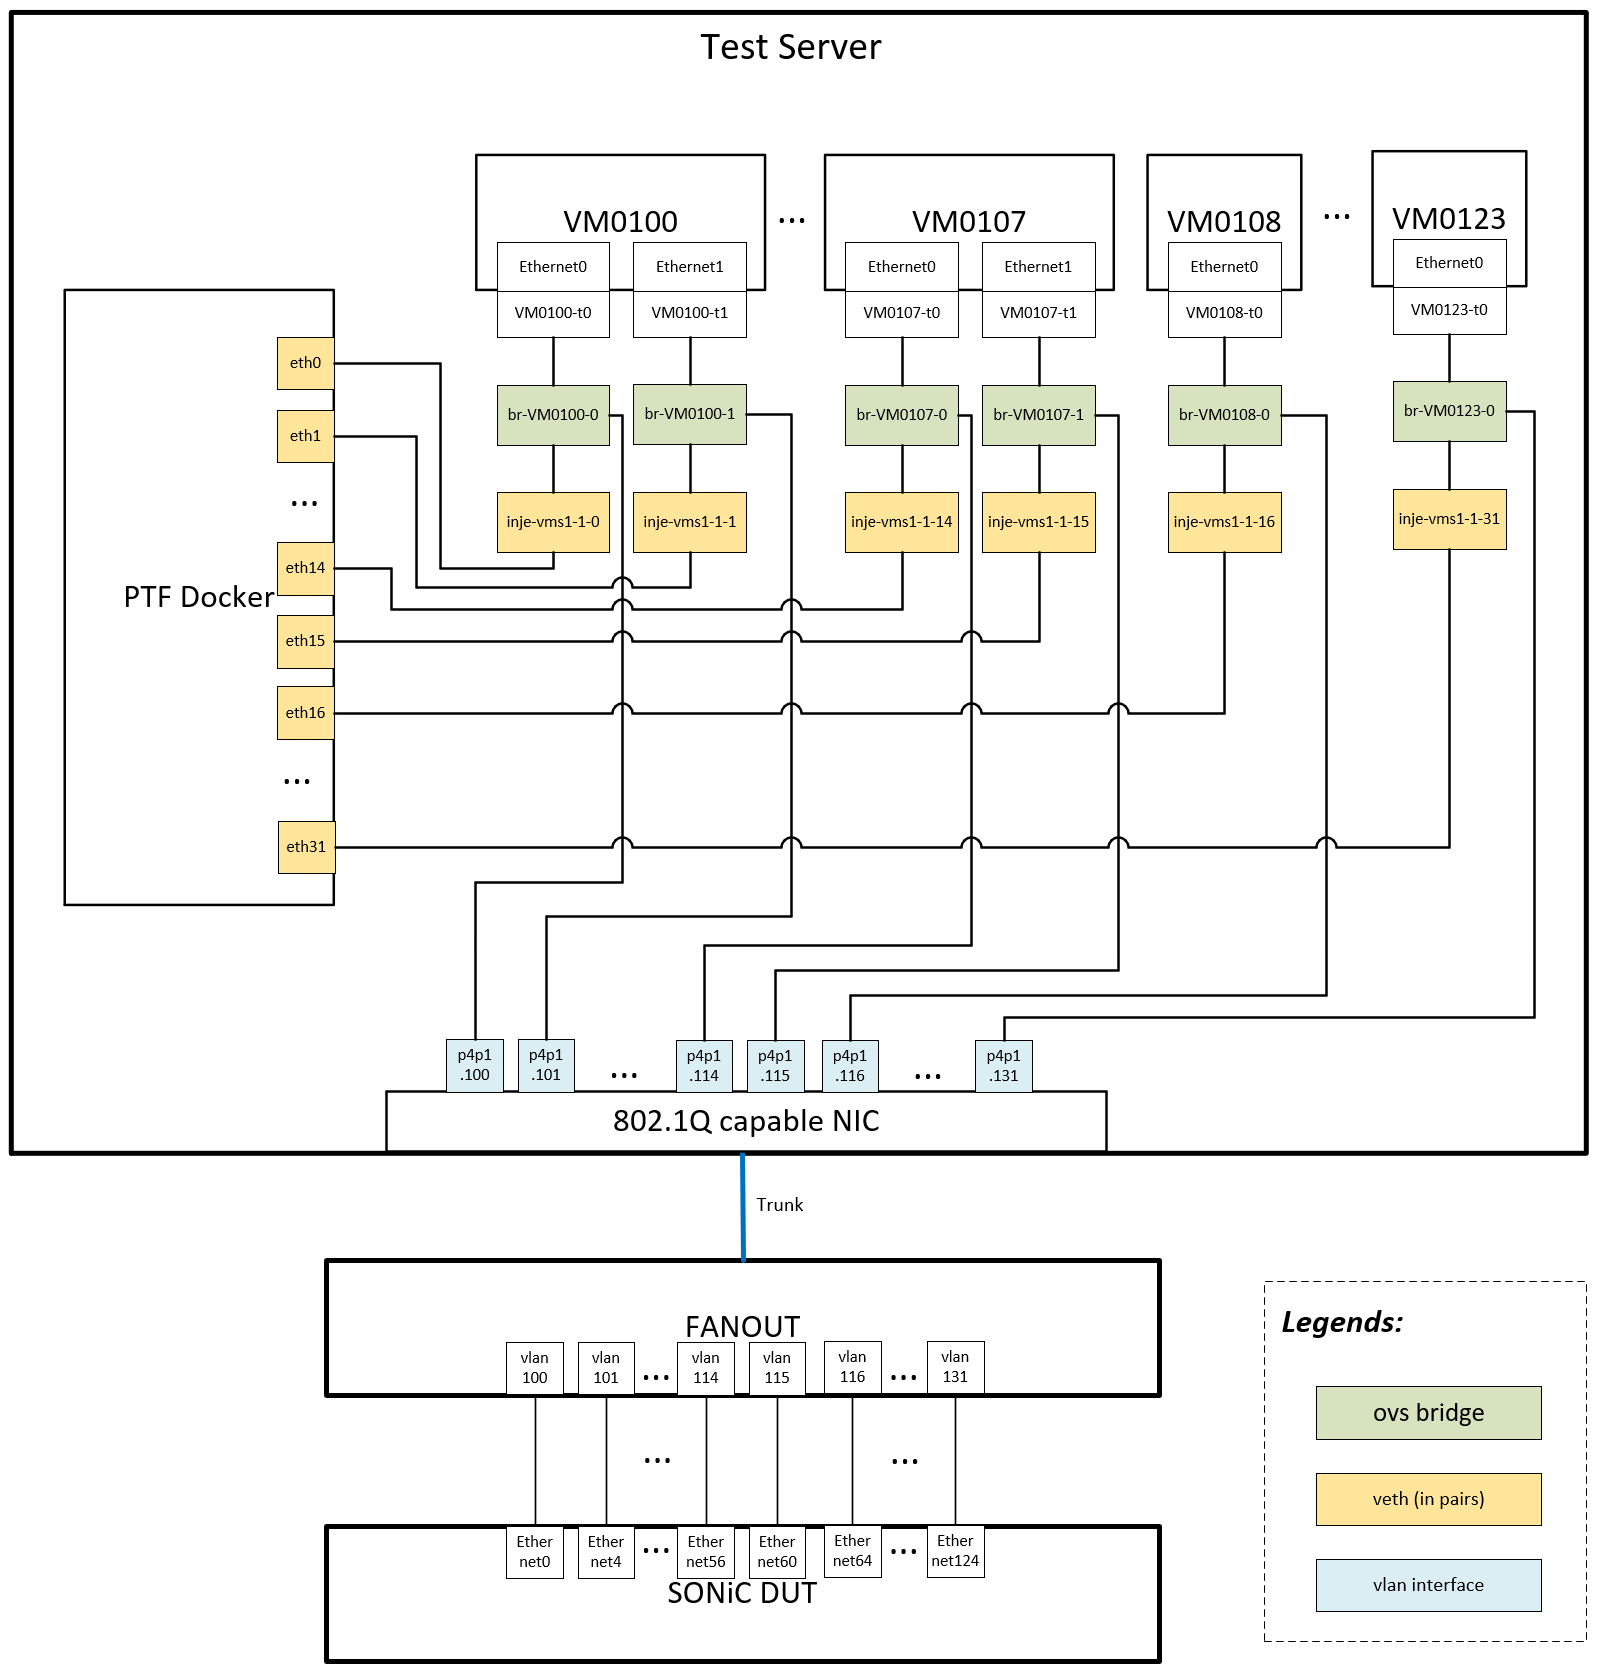 Test Server
VM0100
...
VM0107
VM0108
...
VM0123
Ethernet0
Ethernet1
Ethernet0
Ethernet1
Ethernet0
Ethernet0
VM0100-t0
VM0100-t1
VM0107-t0
VM0107-t1
VM0108-t0
VM0123-t0
br-VM0100-0
br-VM0100-1
br-VM0107-0
br-VM0107-1
br-VM0108-0
br-VM0123-0
inje-vms1-1-0
inje-vms1-1-1
inje-vms1-1-14
inje-vms1-1-15
inje-vms1-1-16
inje-vms1-1-31
PTF Docker
eth0
eth1
...
eth14
eth15
eth16
...
eth31
p4p1
.100
p4p1
.101
...
p4p1
.114
p4p1
.115
p4p1
.116
...
p4p1
.131
802.1Q capable NIC
Trunk
FANOUT
vlan
100
vlan
101
...
vlan
114
vlan
115
vlan
116
...
vlan
131
...
...
Ether
net0
Ether
net4
...
Ether
net56
Ether
net60
Ether
net64
...
Ether
net124
SONiC DUT
Legends:
ovs bridge
veth (in pairs)
vlan interface